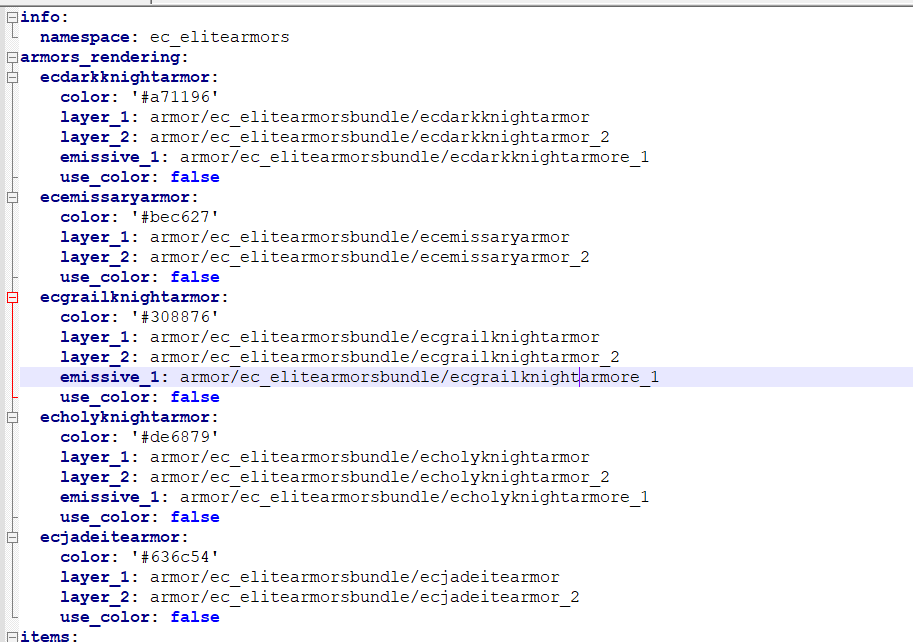 info:
namespace: ec_elitearmors
armors_rendering:
ecdarkknightarmor:
color: '#a71196'
layer_1: armor/ec_elitearmorsbundle/ecdarkknightarmor
layer_2: armor/ec_elitearmorsbundle/ecdarkknightarmor_2
emissive_1: armor/ec_elitearmorsbundle/ecdarkknightarmore_1
use_color: false
ecemissaryarmor:
color: '#bec627'
layer_1: armor/ec_elitearmorsbundle/ecemissaryarmor
layer_2: armor/ec_elitearmorsbundle/ecemissaryarmor_2
use_color: false
ecgrailknightarmor:
color: '#308876'
layer_1: armor/ec_elitearmorsbundle/ecgrailknightarmor
layer_2: armor/ec_elitearmorsbundle/ecgrailknightarmor_2
emissive_1: armor/ec_elitearmorsbundle/ecgrailknightarmore_1
use_color: false
echolyknightarmor:
color: '#de6879'
layer_1: armor/ec_elitearmorsbundle/echolyknightarmor
layer_2: armor/ec_elitearmorsbundle/echolyknightarmor_2
emissive_1: armor/ec_elitearmorsbundle/echolyknightarmore_1
use_color: false
ecjadeitearmor:
color: '#636c54'
layer_1: armor/ec_elitearmorsbundle/ecjadeitearmor
layer_2: armor/ec_elitearmorsbundle/ecjadeitearmor_2
use_color: false
items: